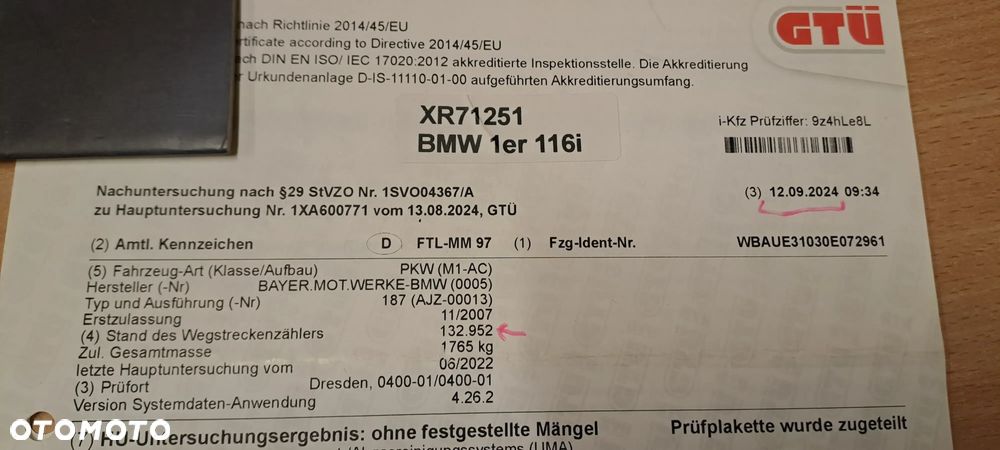 nach Richtlinie 2014/45/EU
certificate according to Directive 2014/45/EU
ach DIN EN ISO/ IEC 17020:2012 akkreditierte Inspektionsstelle. Die Akkreditierung
r Urkundenanlage D-IS-11110-01-00 aufgeführten Akkreditierungsumfang.
GTÜ
XR71251
BMW 1er 116i
i-Kfz Prüfziffer: 9z4hLe8L
Nachuntersuchung nach §29 StVZO Nr. 1SVO04367/A (3) 12.09.2024 09:34
zu Hauptuntersuchung Nr. 1XA600771 vom 13.08.2024, GTÜ
(2) Amtl. Kennzeichen D FTL-MM 97 (1) Fzg-Ident-Nr. WBAUE31030E072961
(5) Fahrzeug-Art (Klasse/Aufbau) PKW (M1-AC)
Hersteller (-Nr) BAYER.MOT.WERKE-BMW (0005)
Typ und Ausführung (-Nr) 187 (AJZ-00013)
Erstzulassung 11/2007
(4) Stand des Wegstreckenzählers 132.952
Zul. Gesamtmasse 1765 kg
letzte Hauptuntersuchung vom 06/2022
(3) Prüfort Dresden, 0400-01/0400-01
Version Systemdaten-Anwendung 4.26.2
(7) HU-Untersuchungsergebnis: ohne festgestellte Mängel Prüfplakette wurde zugeteilt
OTOMOTO